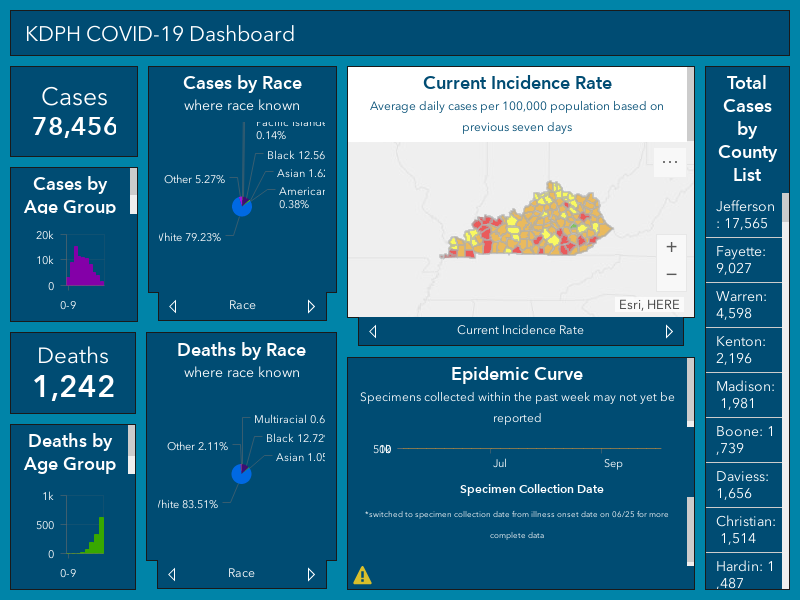 KDPH COVID-19 Dashboard
Cases
78,456
Cases by
Age Group
20k
10k
0
0-9
Deaths
1,242
Deaths by
Age Group
1k
500
0
0-9
Cases by Race
where race known
0.14%
Black 12.56
Asian 1.62
American
0.38%
Other 5.27%
White 79.23%
Race
Deaths by Race
where race known
Multiracial 0.6
Black 12.72%
Asian 1.05
Other 2.11%
White 83.51%
Race
Current Incidence Rate
Average daily cases per 100,000 population based on
previous seven days
Esri, HERE
Current Incidence Rate
Epidemic Curve
Specimens collected within the past week may not yet be
reported
Jul
Sep
Specimen Collection Date
*switched to specimen collection date from illness onset date on 06/25 for more
complete data
Total
Cases
by
County
List
Jefferson
: 17,565
Fayette:
9,027
Warren:
4,598
Kenton:
2,196
Madison:
1,981
Boone: 1
,739
Daviess:
1,656
Christian:
1,514
Hardin: 1
,487